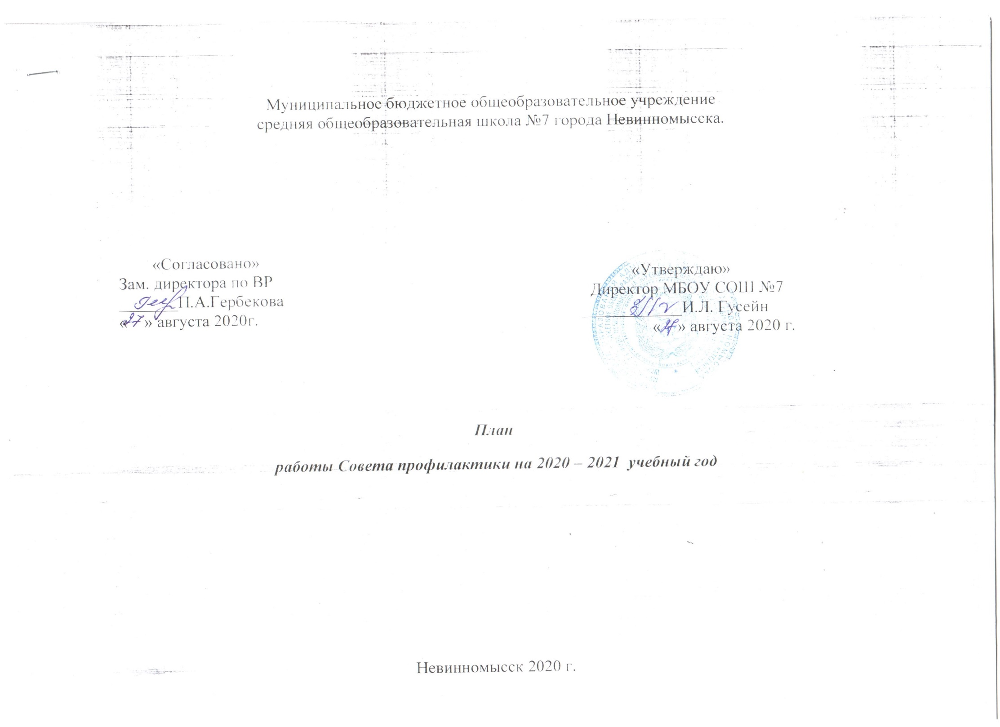 Муниципальное бюджетное общеобразовательное учреждение
средняя общеобразовательная школа №7 города Невинномысска.
«Согласовано»
Зам. директора по ВР
П.А.Гербекова
«27» августа 2020г.
«Утверждаю»
Директор МБОУ СОШ №7
И.Л. Гусейн
« » августа 2020 г.
План
работы Совета профилактики на 2020 – 2021 учебный год
Невинномысск 2020 г.